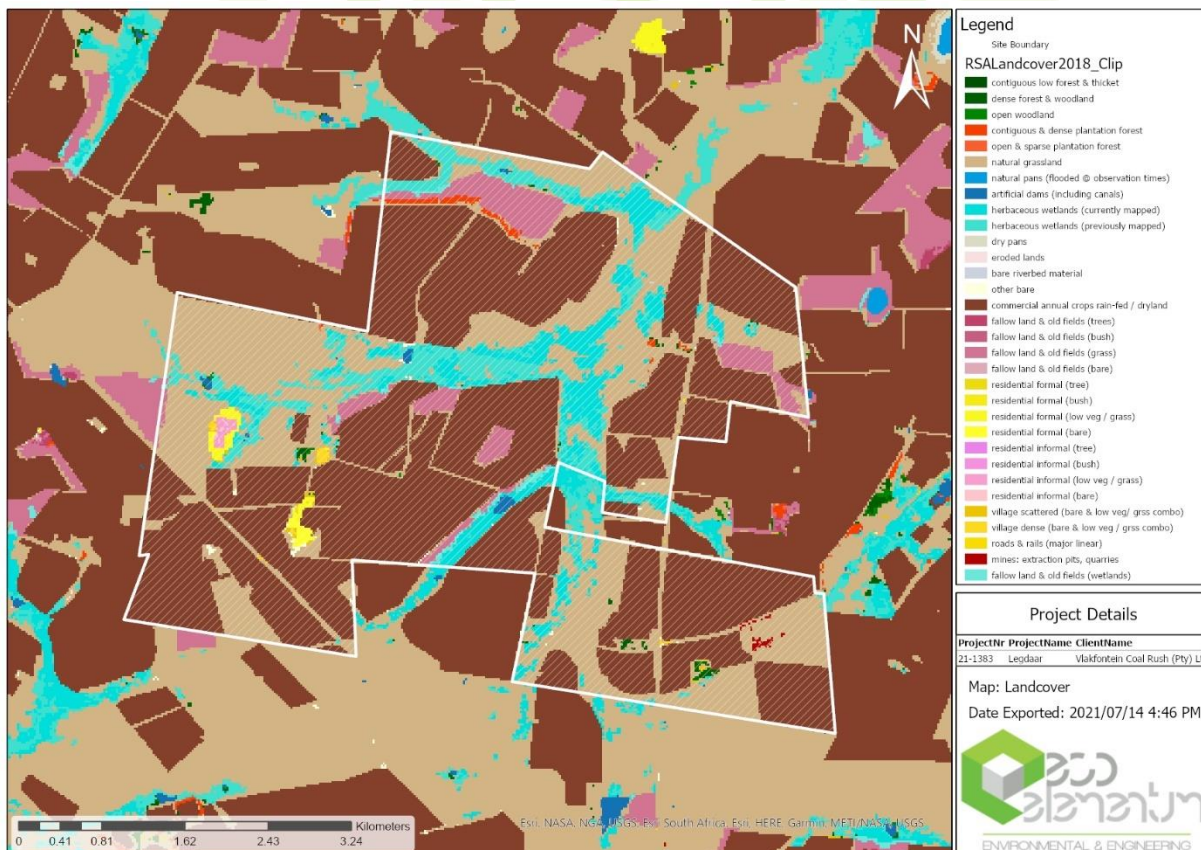 N
0 0.41 0.81 1.62 2.43 3.24
Kilometers
Esri, NASA, NGA, USGS, Esri South Africa, Esri, HERE, Garmin, METI/NASA, USGS
Legend
Site Boundary
RSALandcover2018_Clip
contiguous low forest & thicket
dense forest & woodland
open woodland
contiguous & dense plantation forest
open & sparse plantation forest
natural grassland
natural pans (flooded @ observation times)
artificial dams (including canals)
herbaceous wetlands (currently mapped)
herbaceous wetlands (previously mapped)
dry pans
eroded lands
bare riverbed material
other bare
commercial annual crops rain-fed / dryland
fallow land & old fields (trees)
fallow land & old fields (bush)
fallow land & old fields (grass)
fallow land & old fields (bare)
residential formal (tree)
residential formal (bush)
residential formal (low veg / grass)
residential formal (bare)
residential informal (tree)
residential informal (bush)
residential informal (low veg / grass)
residential informal (bare)
village scattered (bare & low veg/ grss combo)
village dense (bare & low veg / grss combo)
roads & rails (major linear)
mines: extraction pits, quarries
fallow land & old fields (wetlands)
Project Details
ProjectNr ProjectName ClientName
21-1383 Legdaar Vlakfontein Coal Rush (Pty) Lt
Map: Landcover
Date Exported: 2021/07/14 4:46 PM
eco
elementum
ENVIRONMENTAL & ENGINEERING